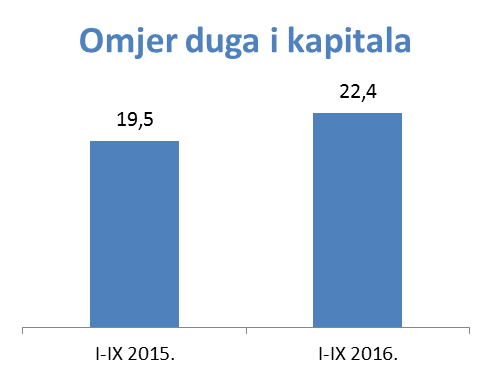 Omjer duga i kapitala
22,4
19,5
I-IX 2015.
I-IX 2016.